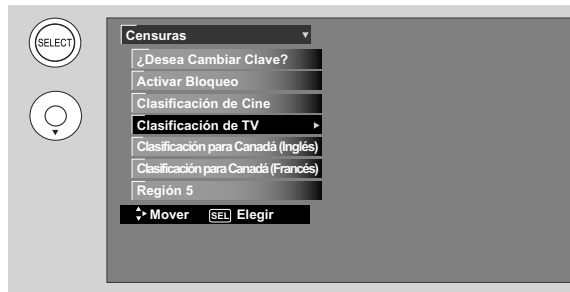 SELECT
Censuras
¿Desea Cambiar Clave?
Activar Bloqueo
Clasificación de Cine
Clasificación de TV
Clasificación para Canadá (Inglés)
Clasificación para Canadá (Francés)
Región 5
Mover SEL Elegir